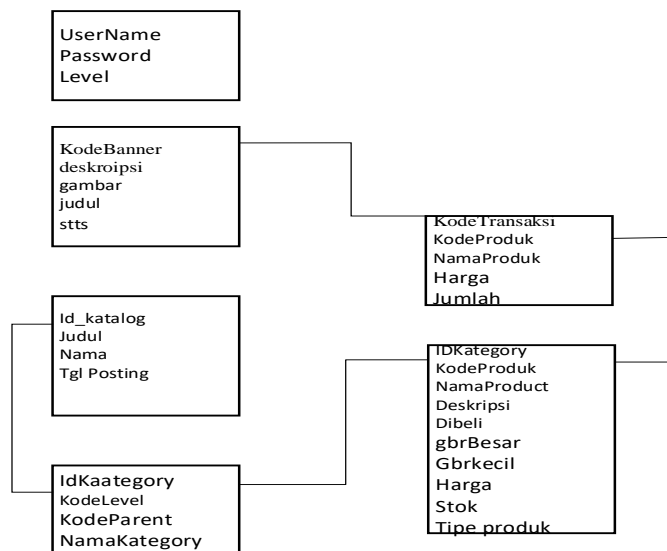 UserName
Password
Level
KodeBanner
deskroipsi
gambar
judul
stts
KodeTransaksi
KodeProduk
NamaProduk
Harga
Jumlah
Id_katalog
Judul
Nama
Tgl Posting
IDKategory
KodeProduk
NamaProduct
Deskripsi
Dibeli
gbrBesar
Gbrkecil
Harga
Stok
Tipe produk
IdKaategory
KodeLevel
KodeParent
NamaKategory